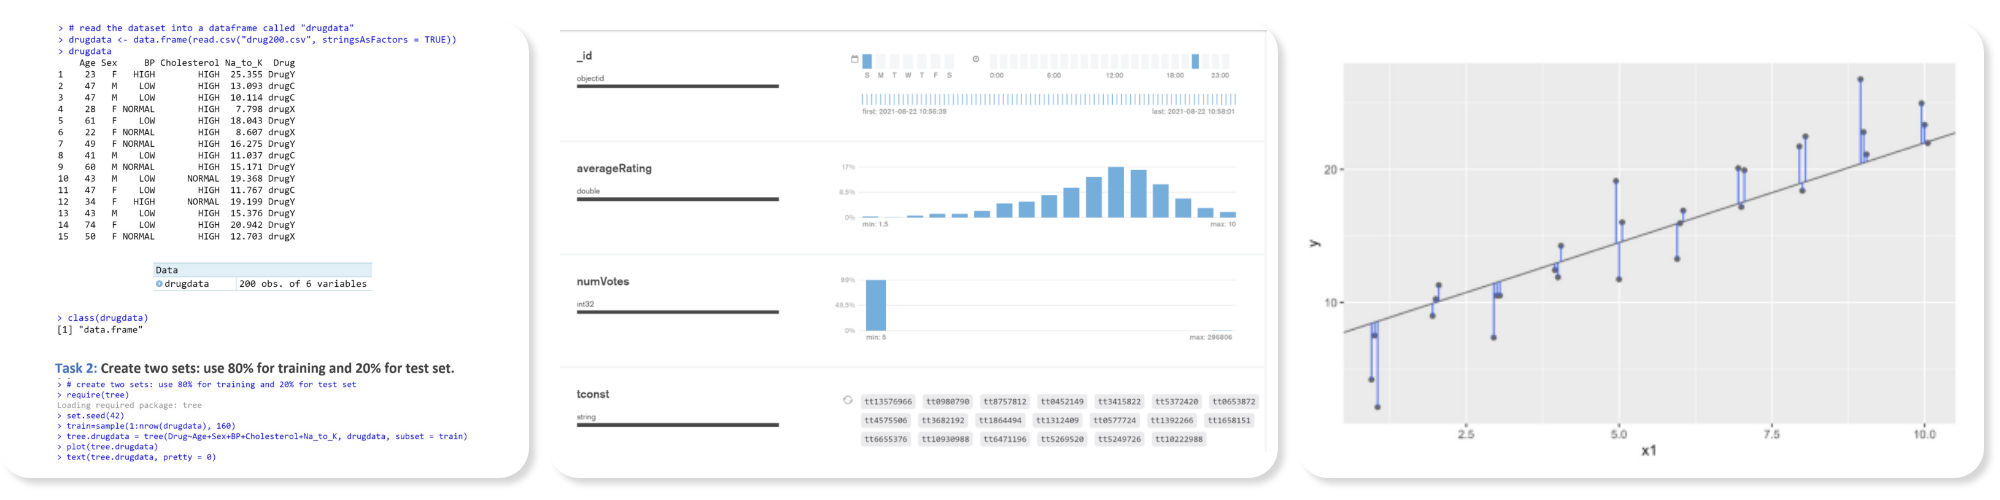 > # read the dataset into a dataframe called "drugdata"
> drugdata <- data.frame(read.csv("drug200.csv", stringsAsFactors = TRUE))
> drugdata
Age Sex BP Cholesterol Na_to_K Drug
1 23 F HIGH HIGH 25.355 DrugY
2 47 M LOW HIGH 13.093 drugC
3 47 M LOW HIGH 10.114 drugC
4 28 F NORMAL HIGH 7.798 drugX
5 61 F LOW HIGH 18.043 DrugY
6 22 F NORMAL HIGH 8.607 drugX
7 49 F NORMAL HIGH 16.275 DrugY
8 41 M LOW HIGH 11.037 drugC
9 60 M NORMAL HIGH 15.171 DrugY
10 43 M LOW NORMAL 19.368 DrugY
11 47 F LOW HIGH 11.767 drugC
12 34 F HIGH NORMAL 19.199 DrugY
13 43 M LOW HIGH 15.376 DrugY
14 74 F LOW HIGH 20.942 DrugY
15 50 F NORMAL HIGH 12.703 drugX
Data
drugdata 200 obs. of 6 variables
> class(drugdata)
[1] "data.frame"
Task 2: Create two sets: use 80% for training and 20% for test set.
> # create two sets: use 80% for training and 20% for test set
> require(tree)
Loading required package: tree
> set.seed(42)
> train=sample(1:nrow(drugdata), 160)
> tree.drugdata = tree(Drug~Age+Sex+BP+Cholesterol+Na_to_K, drugdata, subset = train)
> plot(tree.drugdata)
> text(tree.drugdata, pretty = 0)
_id
objectid
S M T W T F S
0:00 6:00 12:00 18:00 23:00
first: 2021-08-22 10:56:39 last: 2021-08-22 10:58:01
averageRating
double
17%
8.5%
0%
min: 1.5 max: 10
numVotes
int32
99%
49.5%
0%
min: 5 max: 296806
tconst
string
tt13576966 tt0980790 tt8757812 tt0452149 tt3415822 tt5372420 tt0653872
tt4575506 tt3682192 tt1864494 tt1312409 tt0577724 tt1392266 tt1658151
tt6655376 tt10930988 tt6471196 tt5269520 tt5249726 tt10222988
y
20
10
2.5 5.0 7.5 10.0
x1